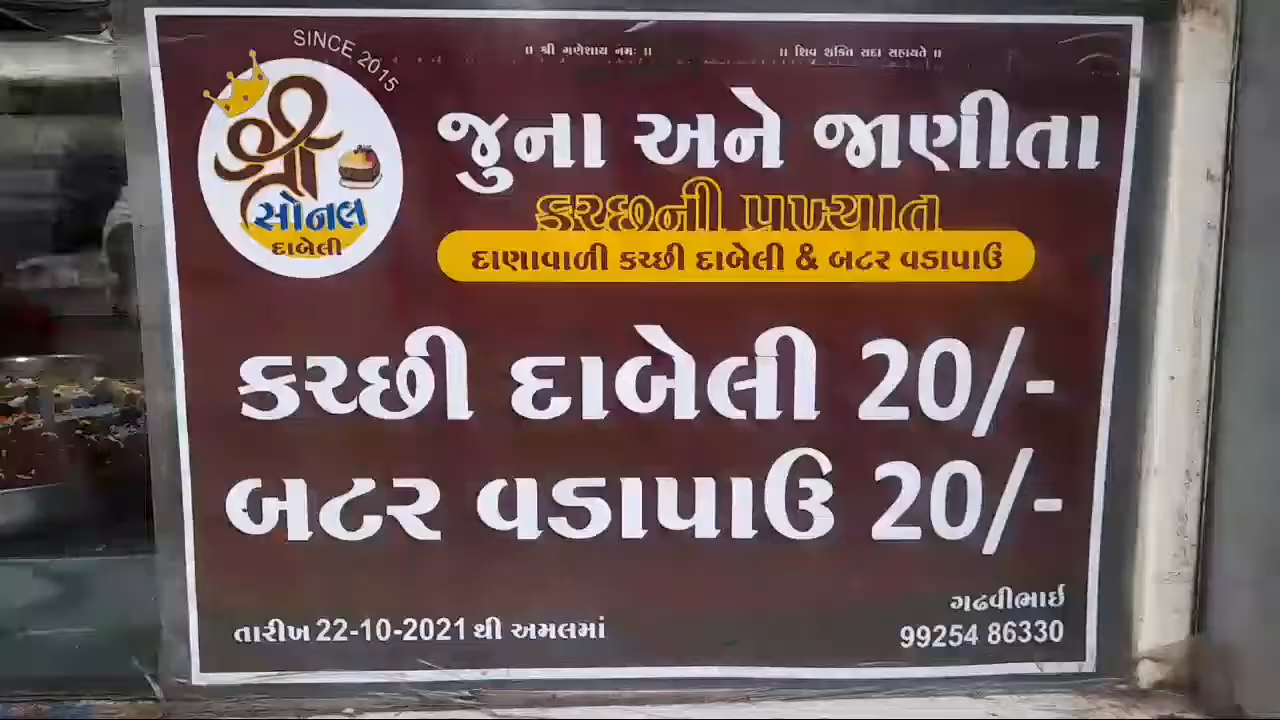 ॥ શ્રી ગણેશાય નમઃ ॥
॥ શિવ શક્તિ સદા સહાયતે ॥
SINCE 2015
શ્રી
સોનલ
દાબેલી
જુના અને જાણીતા
કચ્છની પ્રખ્યાત
દાણાવાળી કચ્છી દાબેલી & બટર વડાપાઉં
કચ્છી દાબેલી 20/-
બટર વડાપાઉં 20/-
તારીખ 22-10-2021 થી અમલમાં
ગઢવીભાઈ
99254 86330